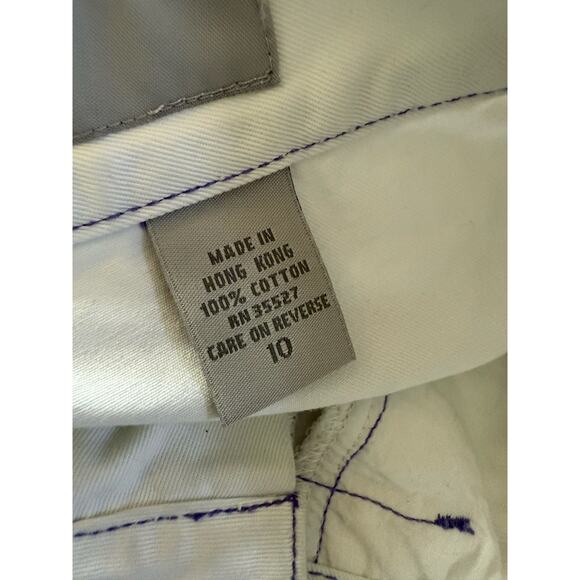 MADE IN
HONG KONG
100% COTTON
RN 35527
CARE ON REVERSE
10